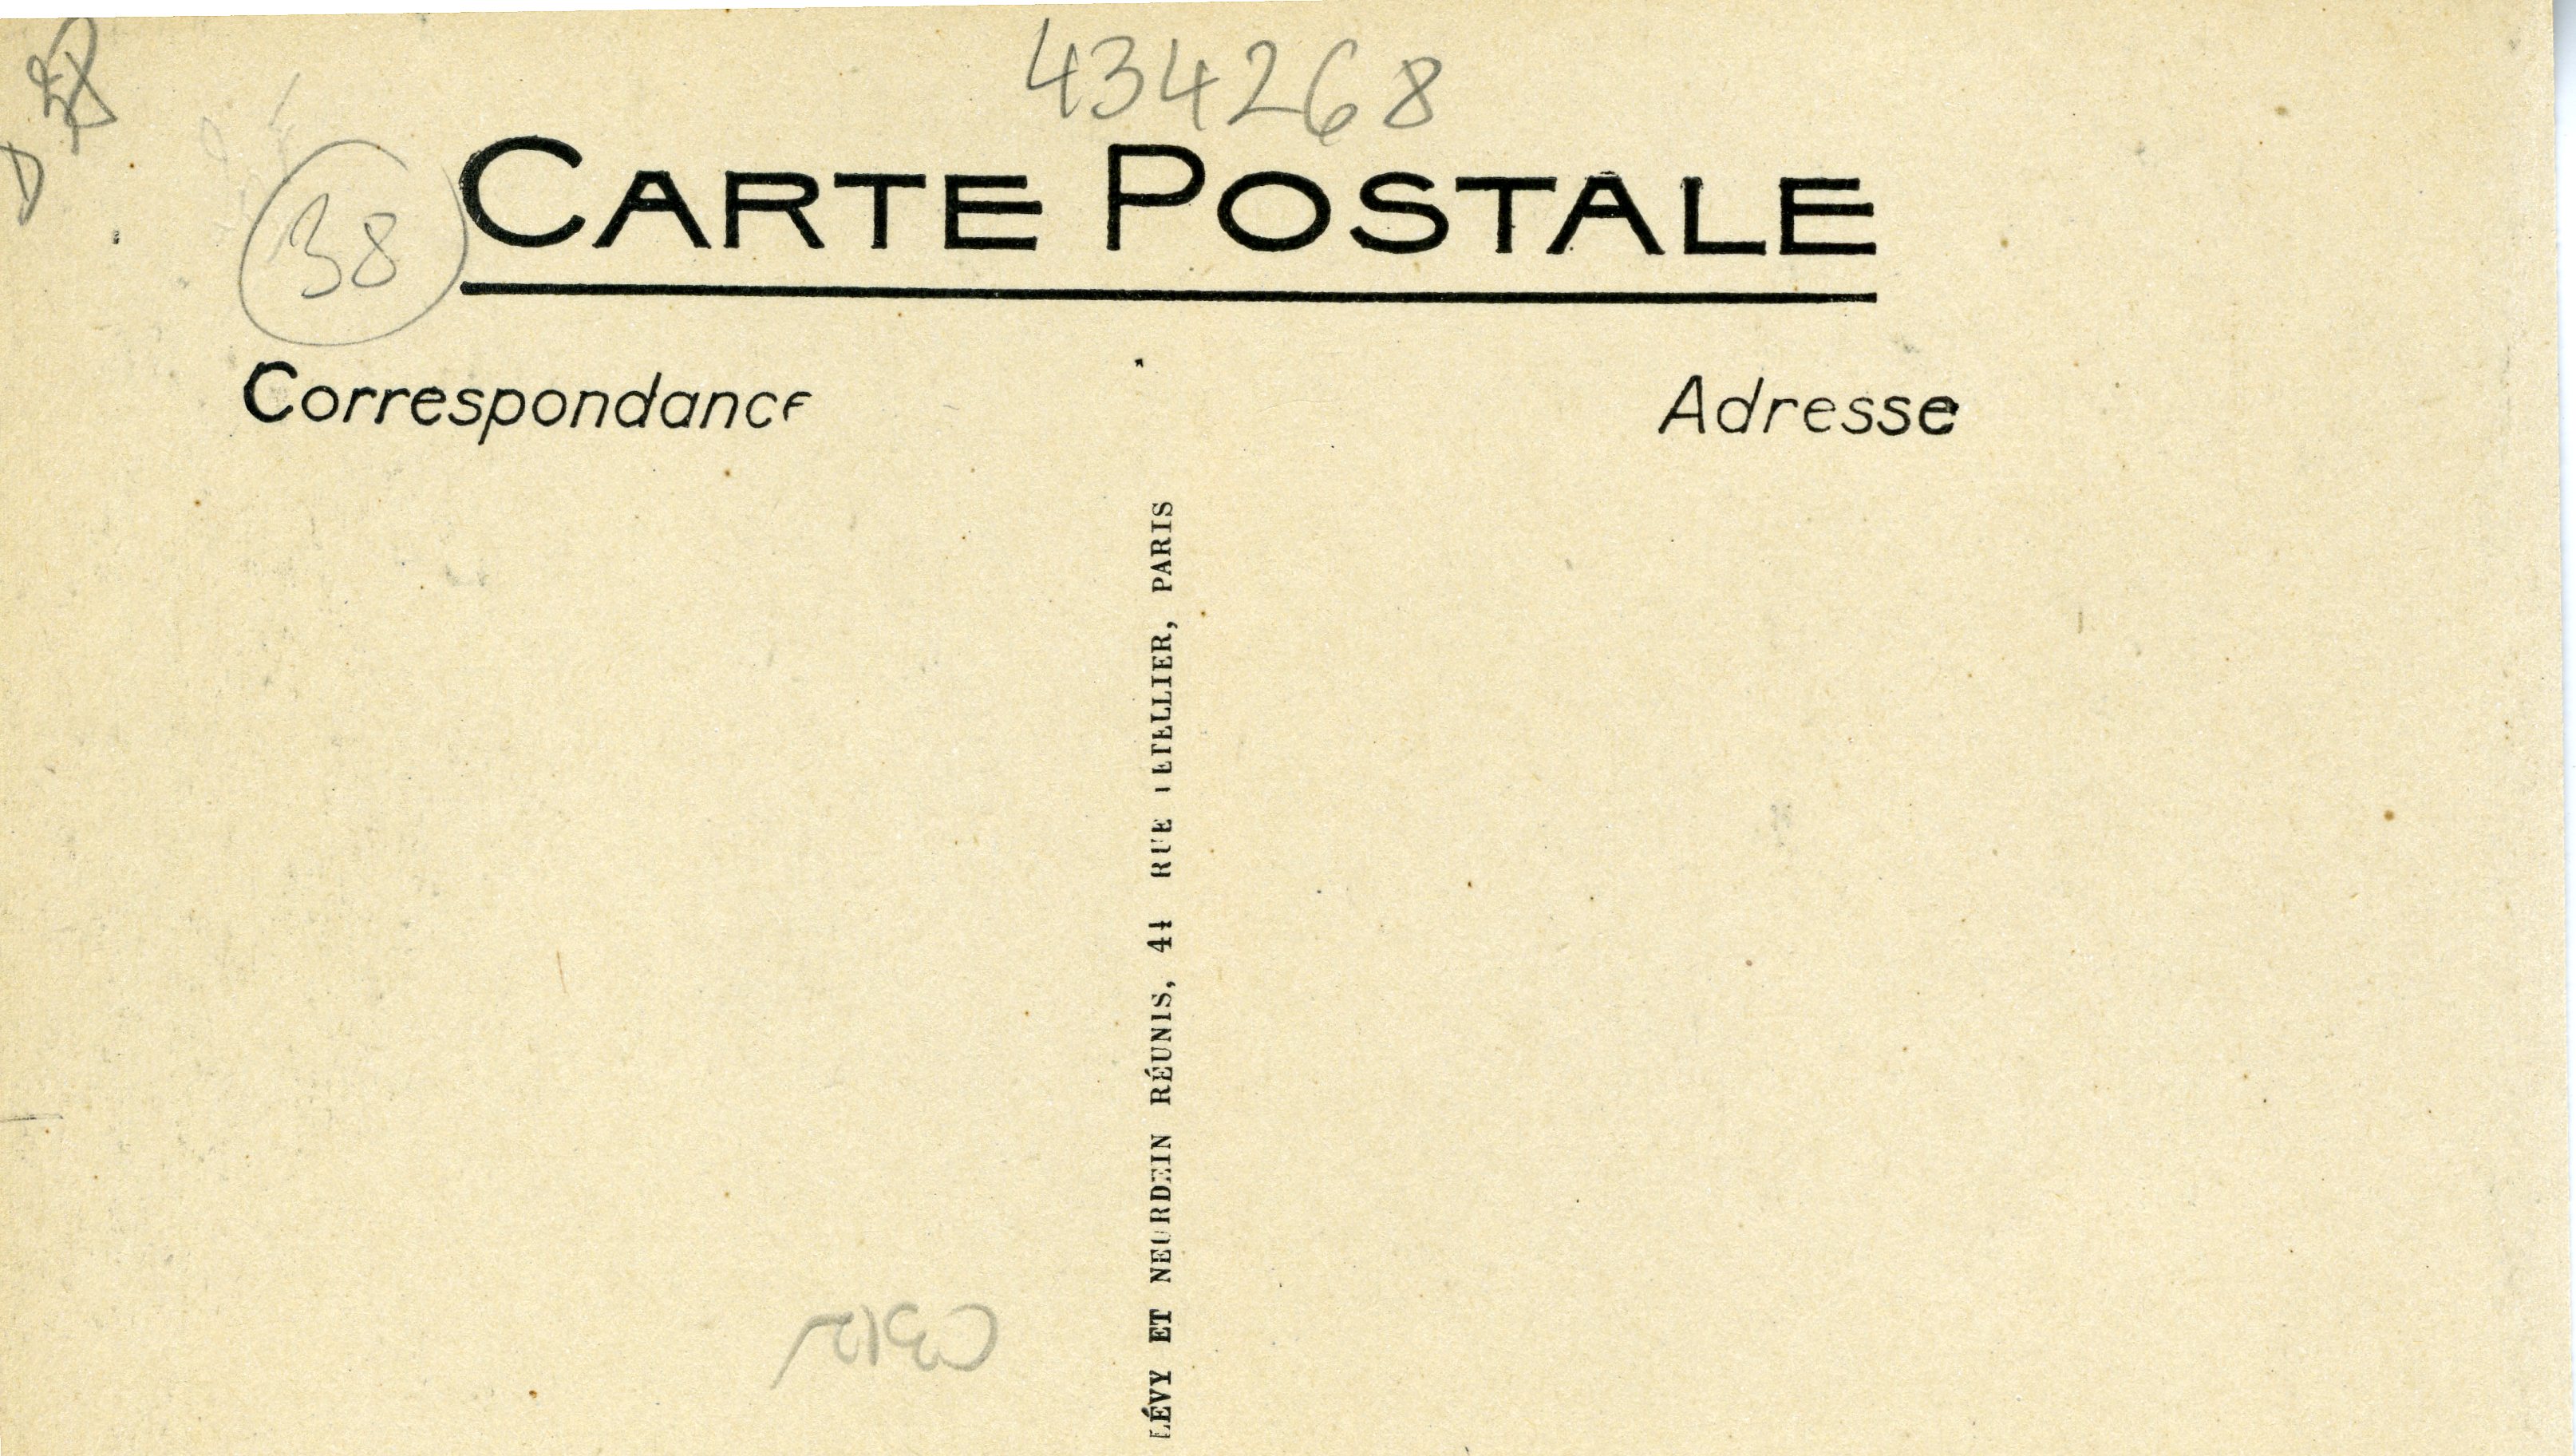 434268
38
CARTE POSTALE
Correspondance
Adresse
LÉVY ET NEURDEIN RÉUNIS, 44 RUE LETELLIER, PARIS